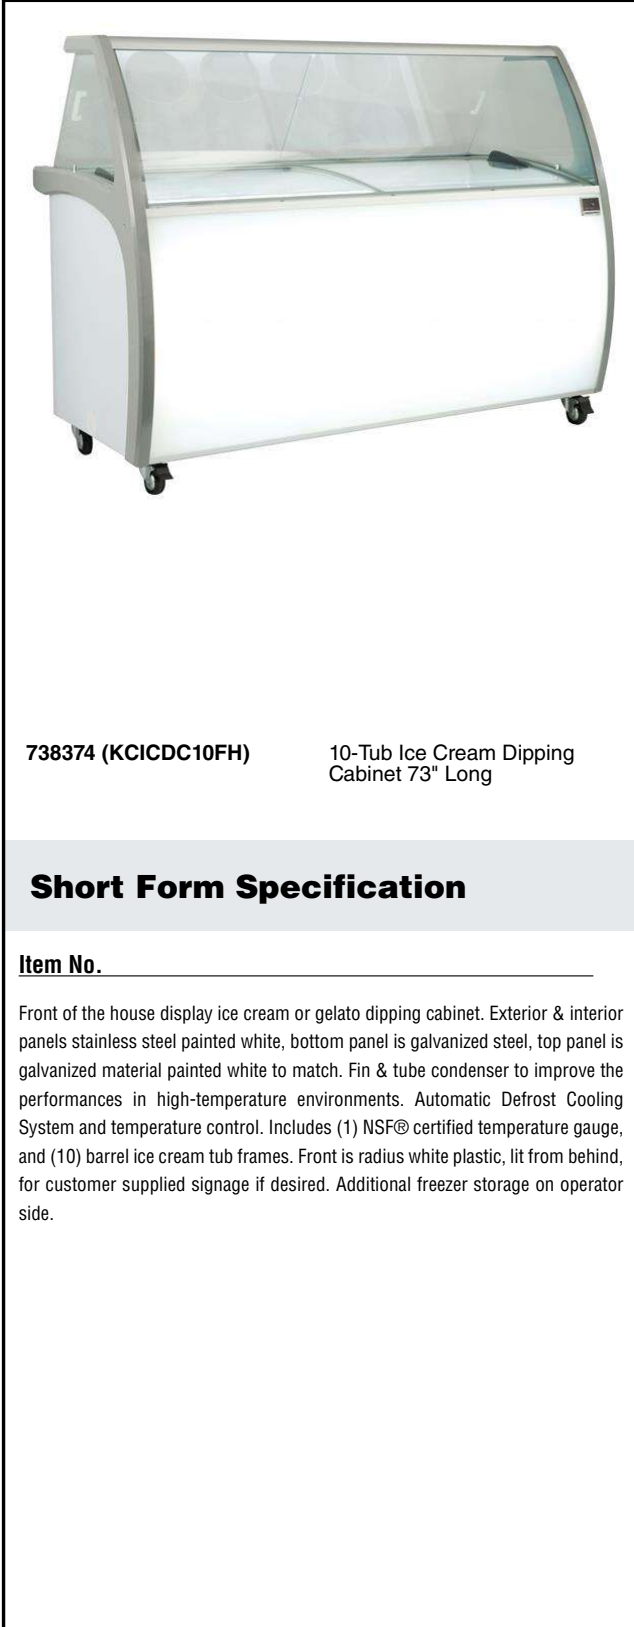 738374 (KCICDC10FH)
10-Tub Ice Cream Dipping
Cabinet 73" Long
Short Form Specification
Item No.
Front of the house display ice cream or gelato dipping cabinet. Exterior & interior
panels stainless steel painted white, bottom panel is galvanized steel, top panel is
galvanized material painted white to match. Fin & tube condenser to improve the
performances in high-temperature environments. Automatic Defrost Cooling
System and temperature control. Includes (1) NSF® certified temperature gauge,
and (10) barrel ice cream tub frames. Front is radius white plastic, lit from behind,
for customer supplied signage if desired. Additional freezer storage on operator
side.